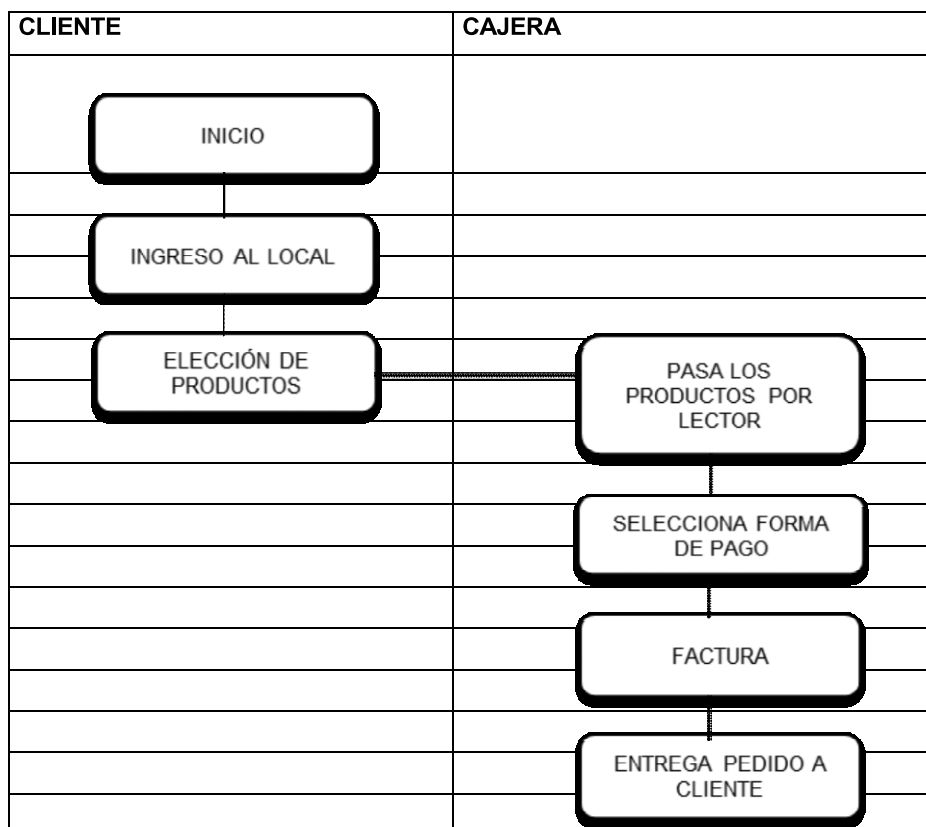 CLIENTE
CAJERA
INICIO
INGRESO AL LOCAL
ELECCIÓN DE
PRODUCTOS
PASA LOS
PRODUCTOS POR
LECTOR
SELECCIONA FORMA
DE PAGO
FACTURA
ENTREGA PEDIDO A
CLIENTE